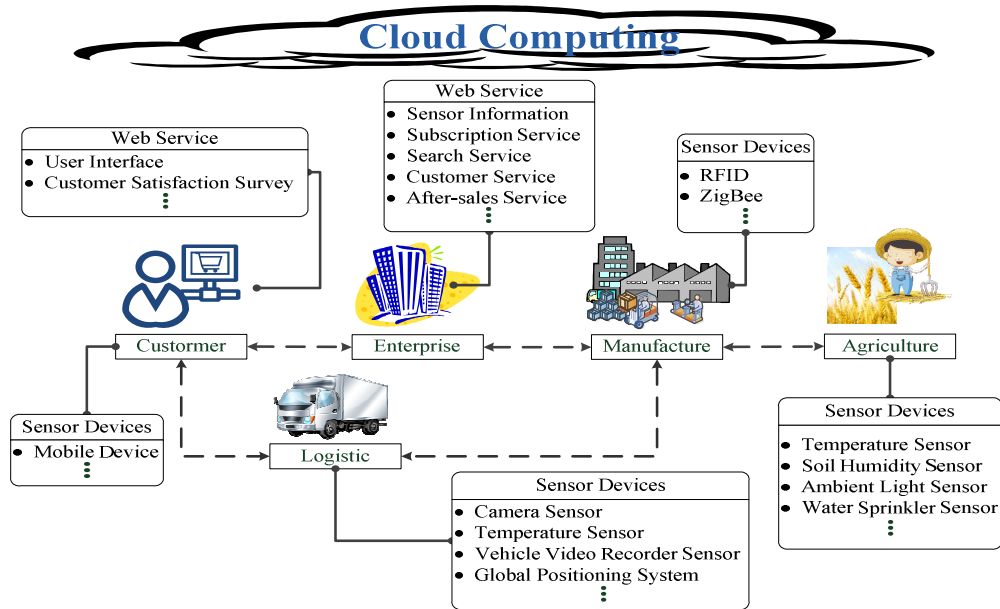 Cloud Computing
Web Service
● User Interface
● Customer Satisfaction Survey
Web Service
● Sensor Information
● Subscription Service
● Search Service
● Customer Service
● After-sales Service
Sensor Devices
● RFID
● ZigBee
Custormer
Enterprise
Manufacture
Agriculture
Logistic
Sensor Devices
● Mobile Device
Sensor Devices
● Camera Sensor
● Temperature Sensor
● Vehicle Video Recorder Sensor
● Global Positioning System
Sensor Devices
● Temperature Sensor
● Soil Humidity Sensor
● Ambient Light Sensor
● Water Sprinkler Sensor